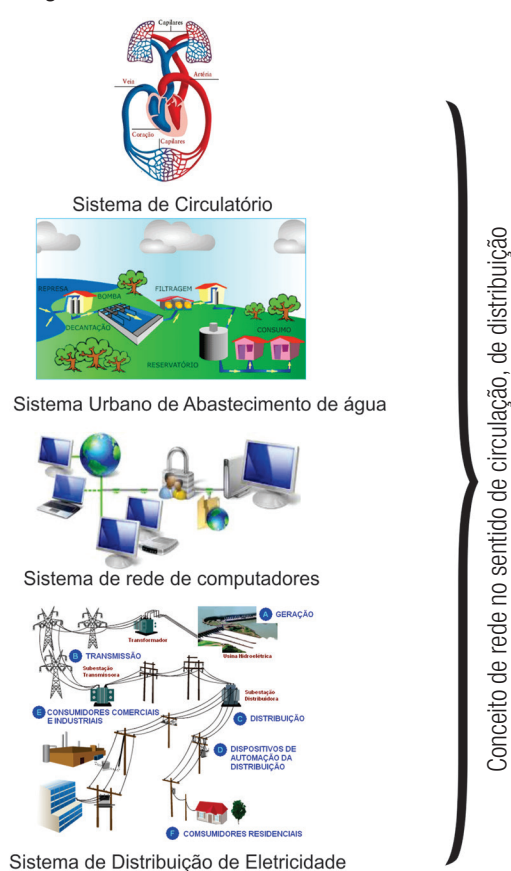 Capilares
Artéria
Veia
Coração
Capilares
Sistema de Circulatório
REPRESA
BOMBA
FILTRAGEM
DECANTAÇÃO
CONSUMO
RESERVATÓRIO
Sistema Urbano de Abastecimento de água
Sistema de rede de computadores
A GERAÇÃO
Transformador
Usina Hidroelétrica
B TRANSMISSÃO
Subestação
Transmissora
Subestação
Distribuidora
E CONSUMIDORES COMERCIAIS
E INDUSTRIAIS
C DISTRIBUIÇÃO
D DISPOSITIVOS DE
AUTOMAÇÃO DA
DISTRIBUIÇÃO
F COMSUMIDORES RESIDENCIAIS
Sistema de Distribuição de Eletricidade
Conceito de rede no sentido de circulação, de distribuição